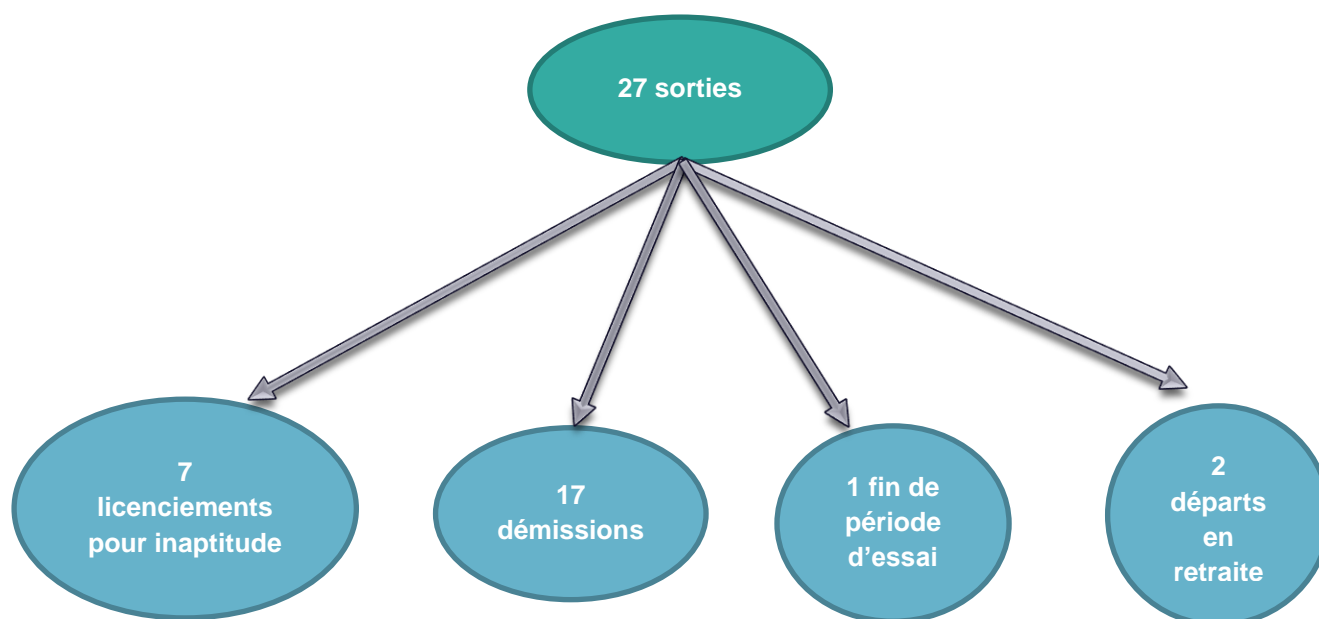 27 sorties
7
licenciements
pour inaptitude
17
démissions
1 fin de
période
d’essai
2
départs
en
retraite